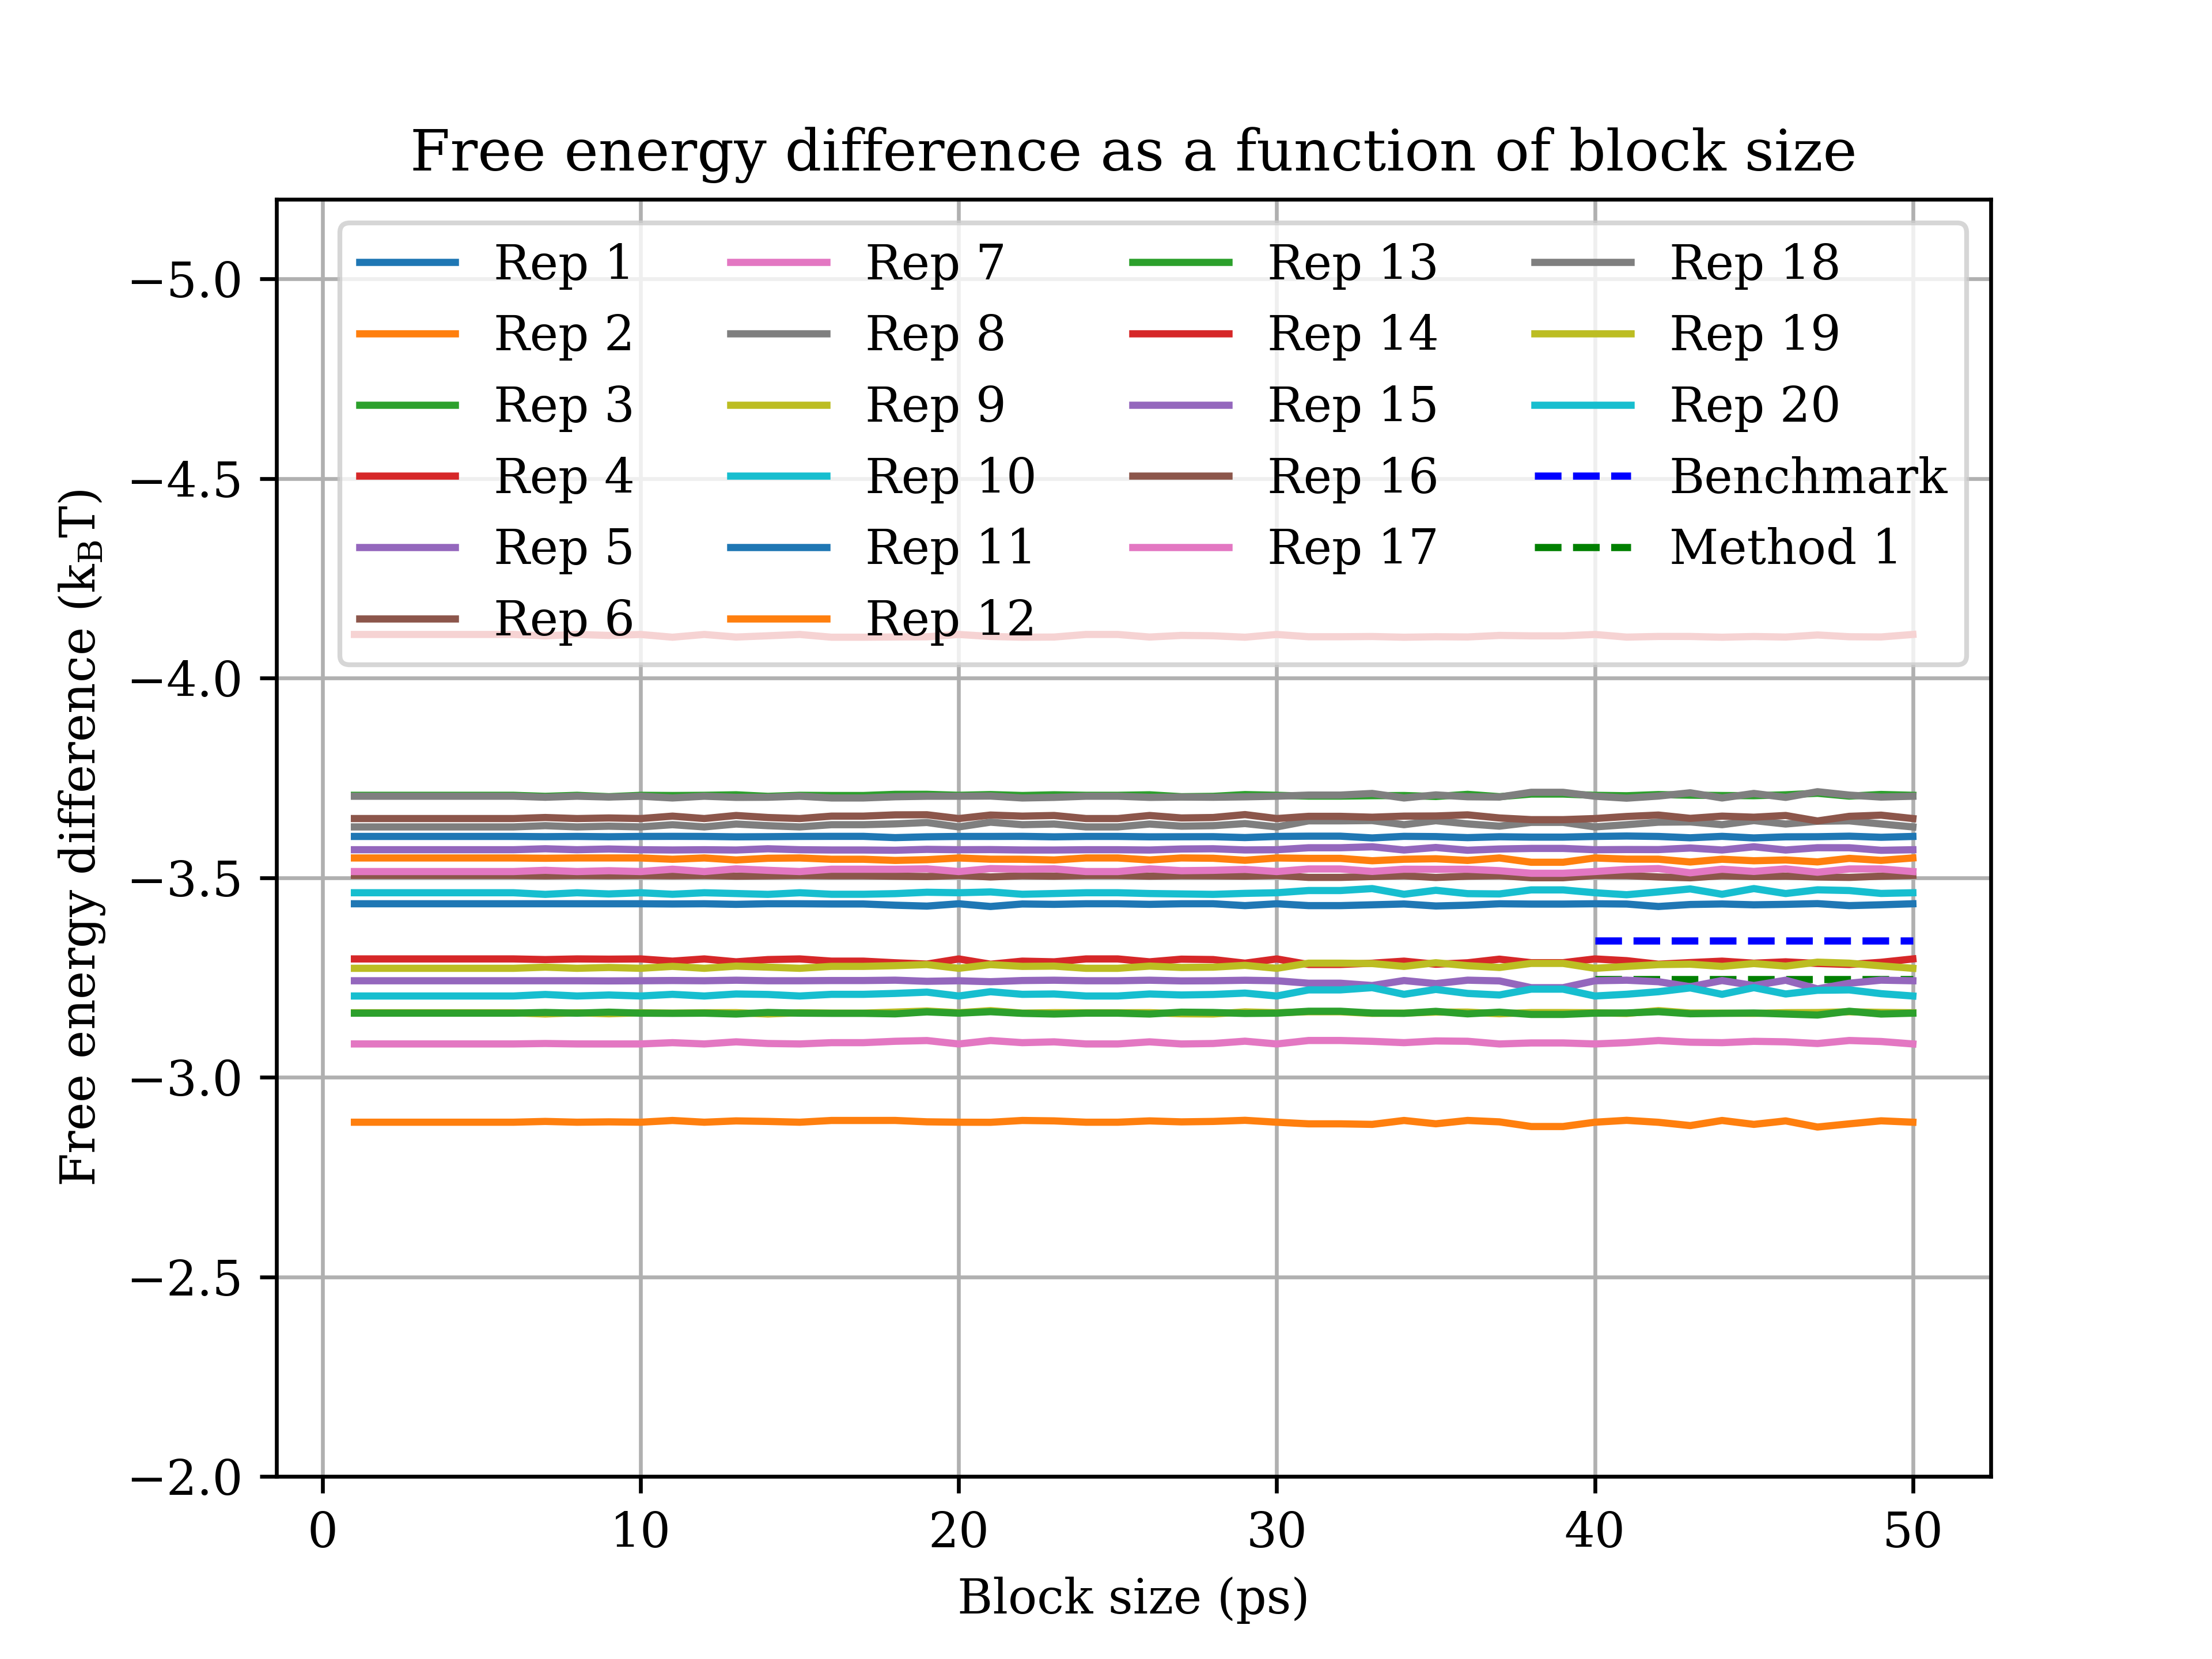 Free energy difference as a function of block size
Free energy difference (k_BT)
−5.0
−4.5
−4.0
−3.5
−3.0
−2.5
−2.0
Rep 1
Rep 2
Rep 3
Rep 4
Rep 5
Rep 6
Rep 7
Rep 8
Rep 9
Rep 10
Rep 11
Rep 12
Rep 13
Rep 14
Rep 15
Rep 16
Rep 17
Rep 18
Rep 19
Rep 20
Benchmark
Method 1
0 10 20 30 40 50
Block size (ps)